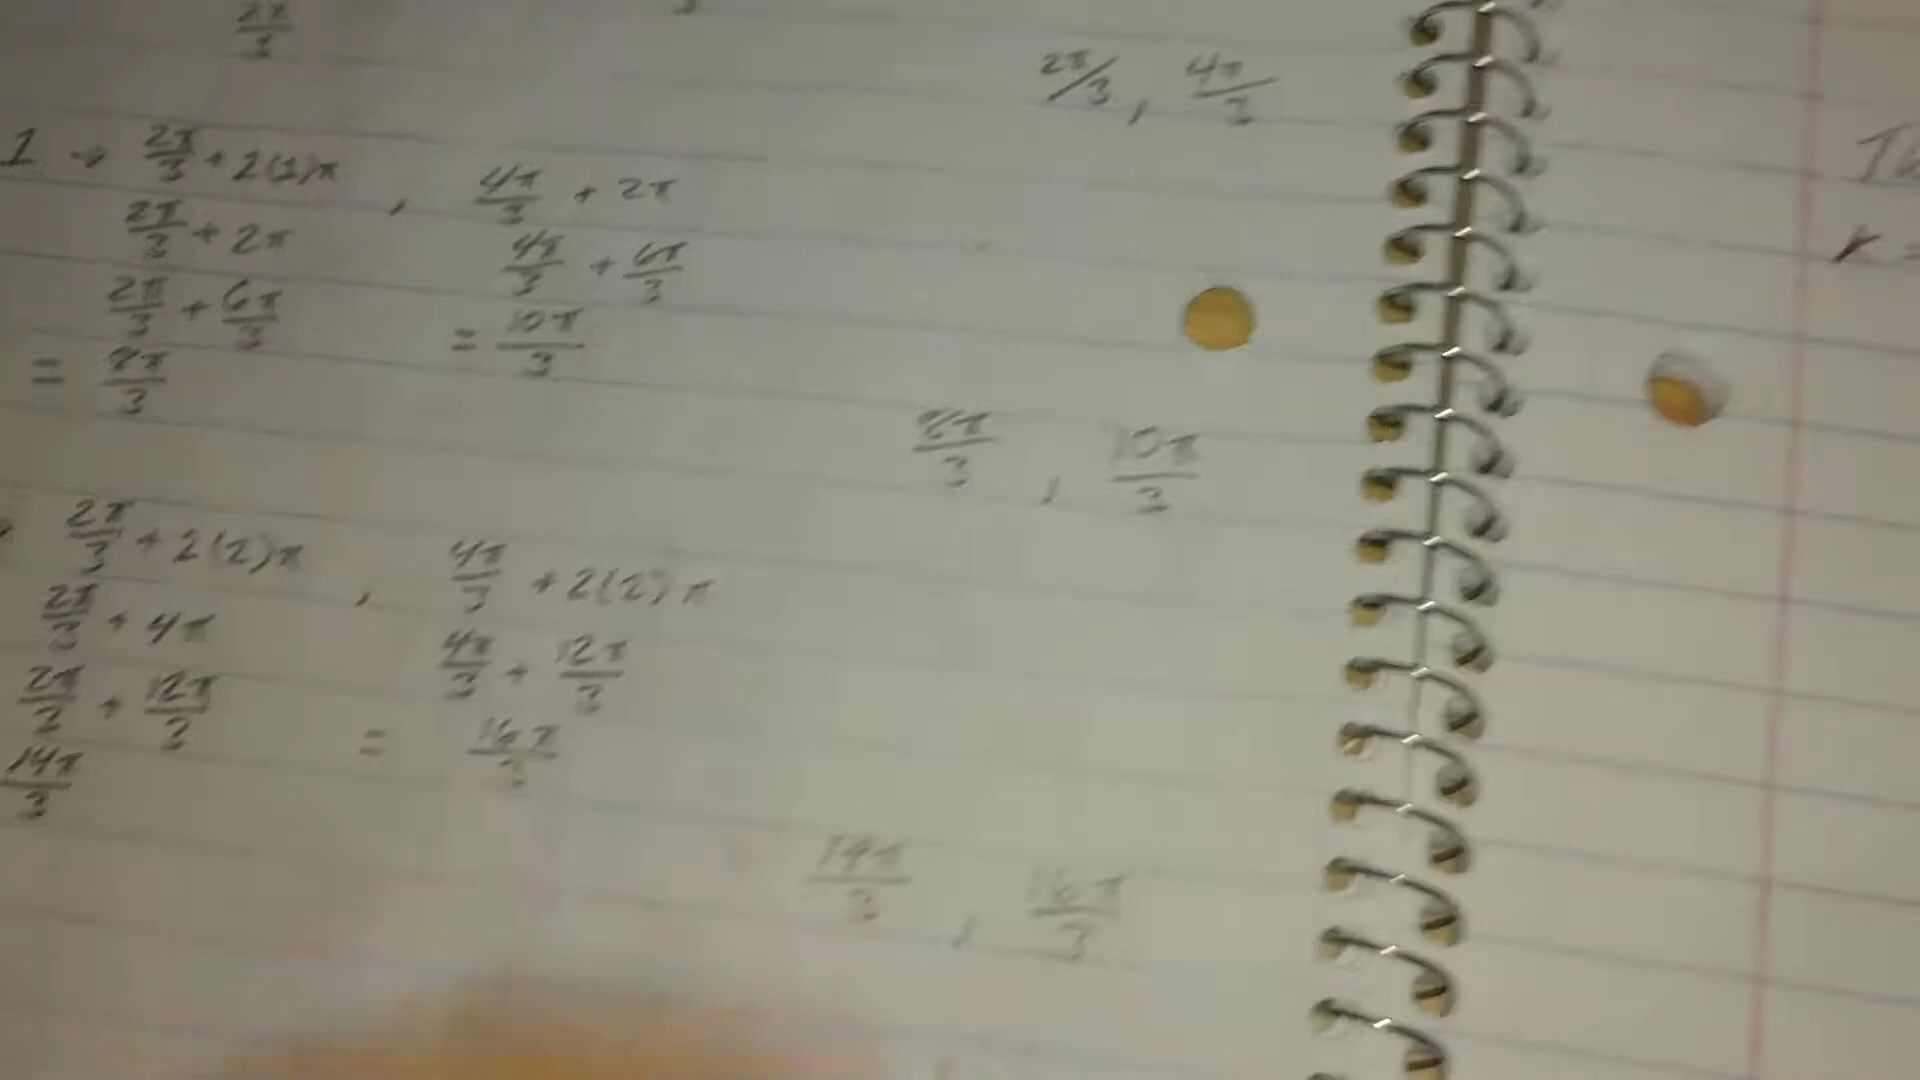 2π/3
2π/3, 4π/3
1 → 2π/3 + 2(1)π, 4π/3 + 2π
2π/3 + 2π 4π/3 + 6π/3
2π/3 + 6π/3 = 10π/3
= 8π/3
8π/3, 10π/3
2π/3 + 2(2)π, 4π/3 + 2(2)π
2π/3 + 4π 4π/3 + 12π/3
2π/3 + 12π/3 = 16π/3
14π/3
14π/3, 16π/3
k =